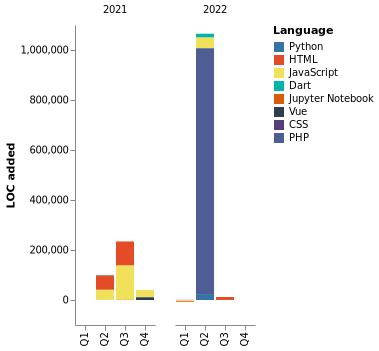 2021
2022
LOC added
1,000,000
800,000
600,000
400,000
200,000
0
Q1
Q2
Q3
Q4
Q1
Q2
Q3
Q4
Language
Python
HTML
JavaScript
Dart
Jupyter Notebook
Vue
CSS
PHP